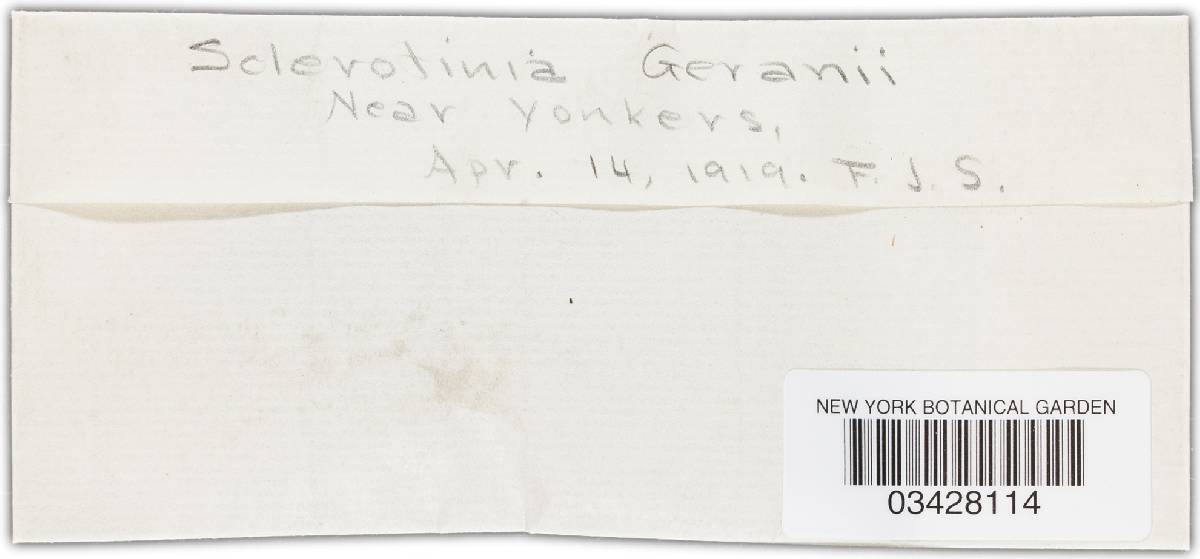 Sclerotinia Geranii
Near Yonkers,
Apr. 14, 1919. F. J. S.
NEW YORK BOTANICAL GARDEN
03428114